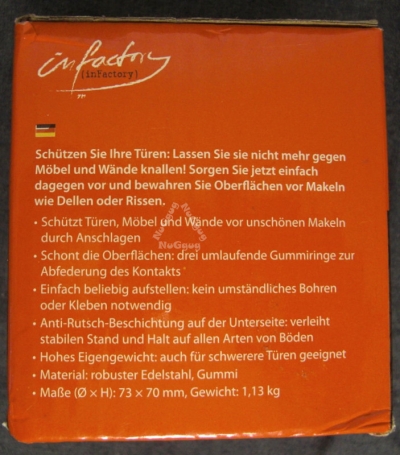 inFactory
[inFactory]
Schützen Sie Ihre Türen: Lassen Sie sie nicht mehr gegen
Möbel und Wände knallen! Sorgen Sie jetzt einfach
dagegen vor und bewahren Sie Oberflächen vor Makeln
wie Dellen oder Rissen.
• Schützt Türen, Möbel und Wände vor unschönen Makeln
durch Anschlagen
• Schont die Oberflächen: drei umlaufende Gummiringe zur
Abfederung des Kontakts
• Einfach beliebig aufstellen: kein umständliches Bohren
oder Kleben notwendig
• Anti-Rutsch-Beschichtung auf der Unterseite: verleiht
stabilen Stand und Halt auf allen Arten von Böden
• Hohes Eigengewicht: auch für schwerere Türen geeignet
• Material: robuster Edelstahl, Gummi
• Maße (Ø × H): 73 × 70 mm, Gewicht: 1,13 kg
NuGgug